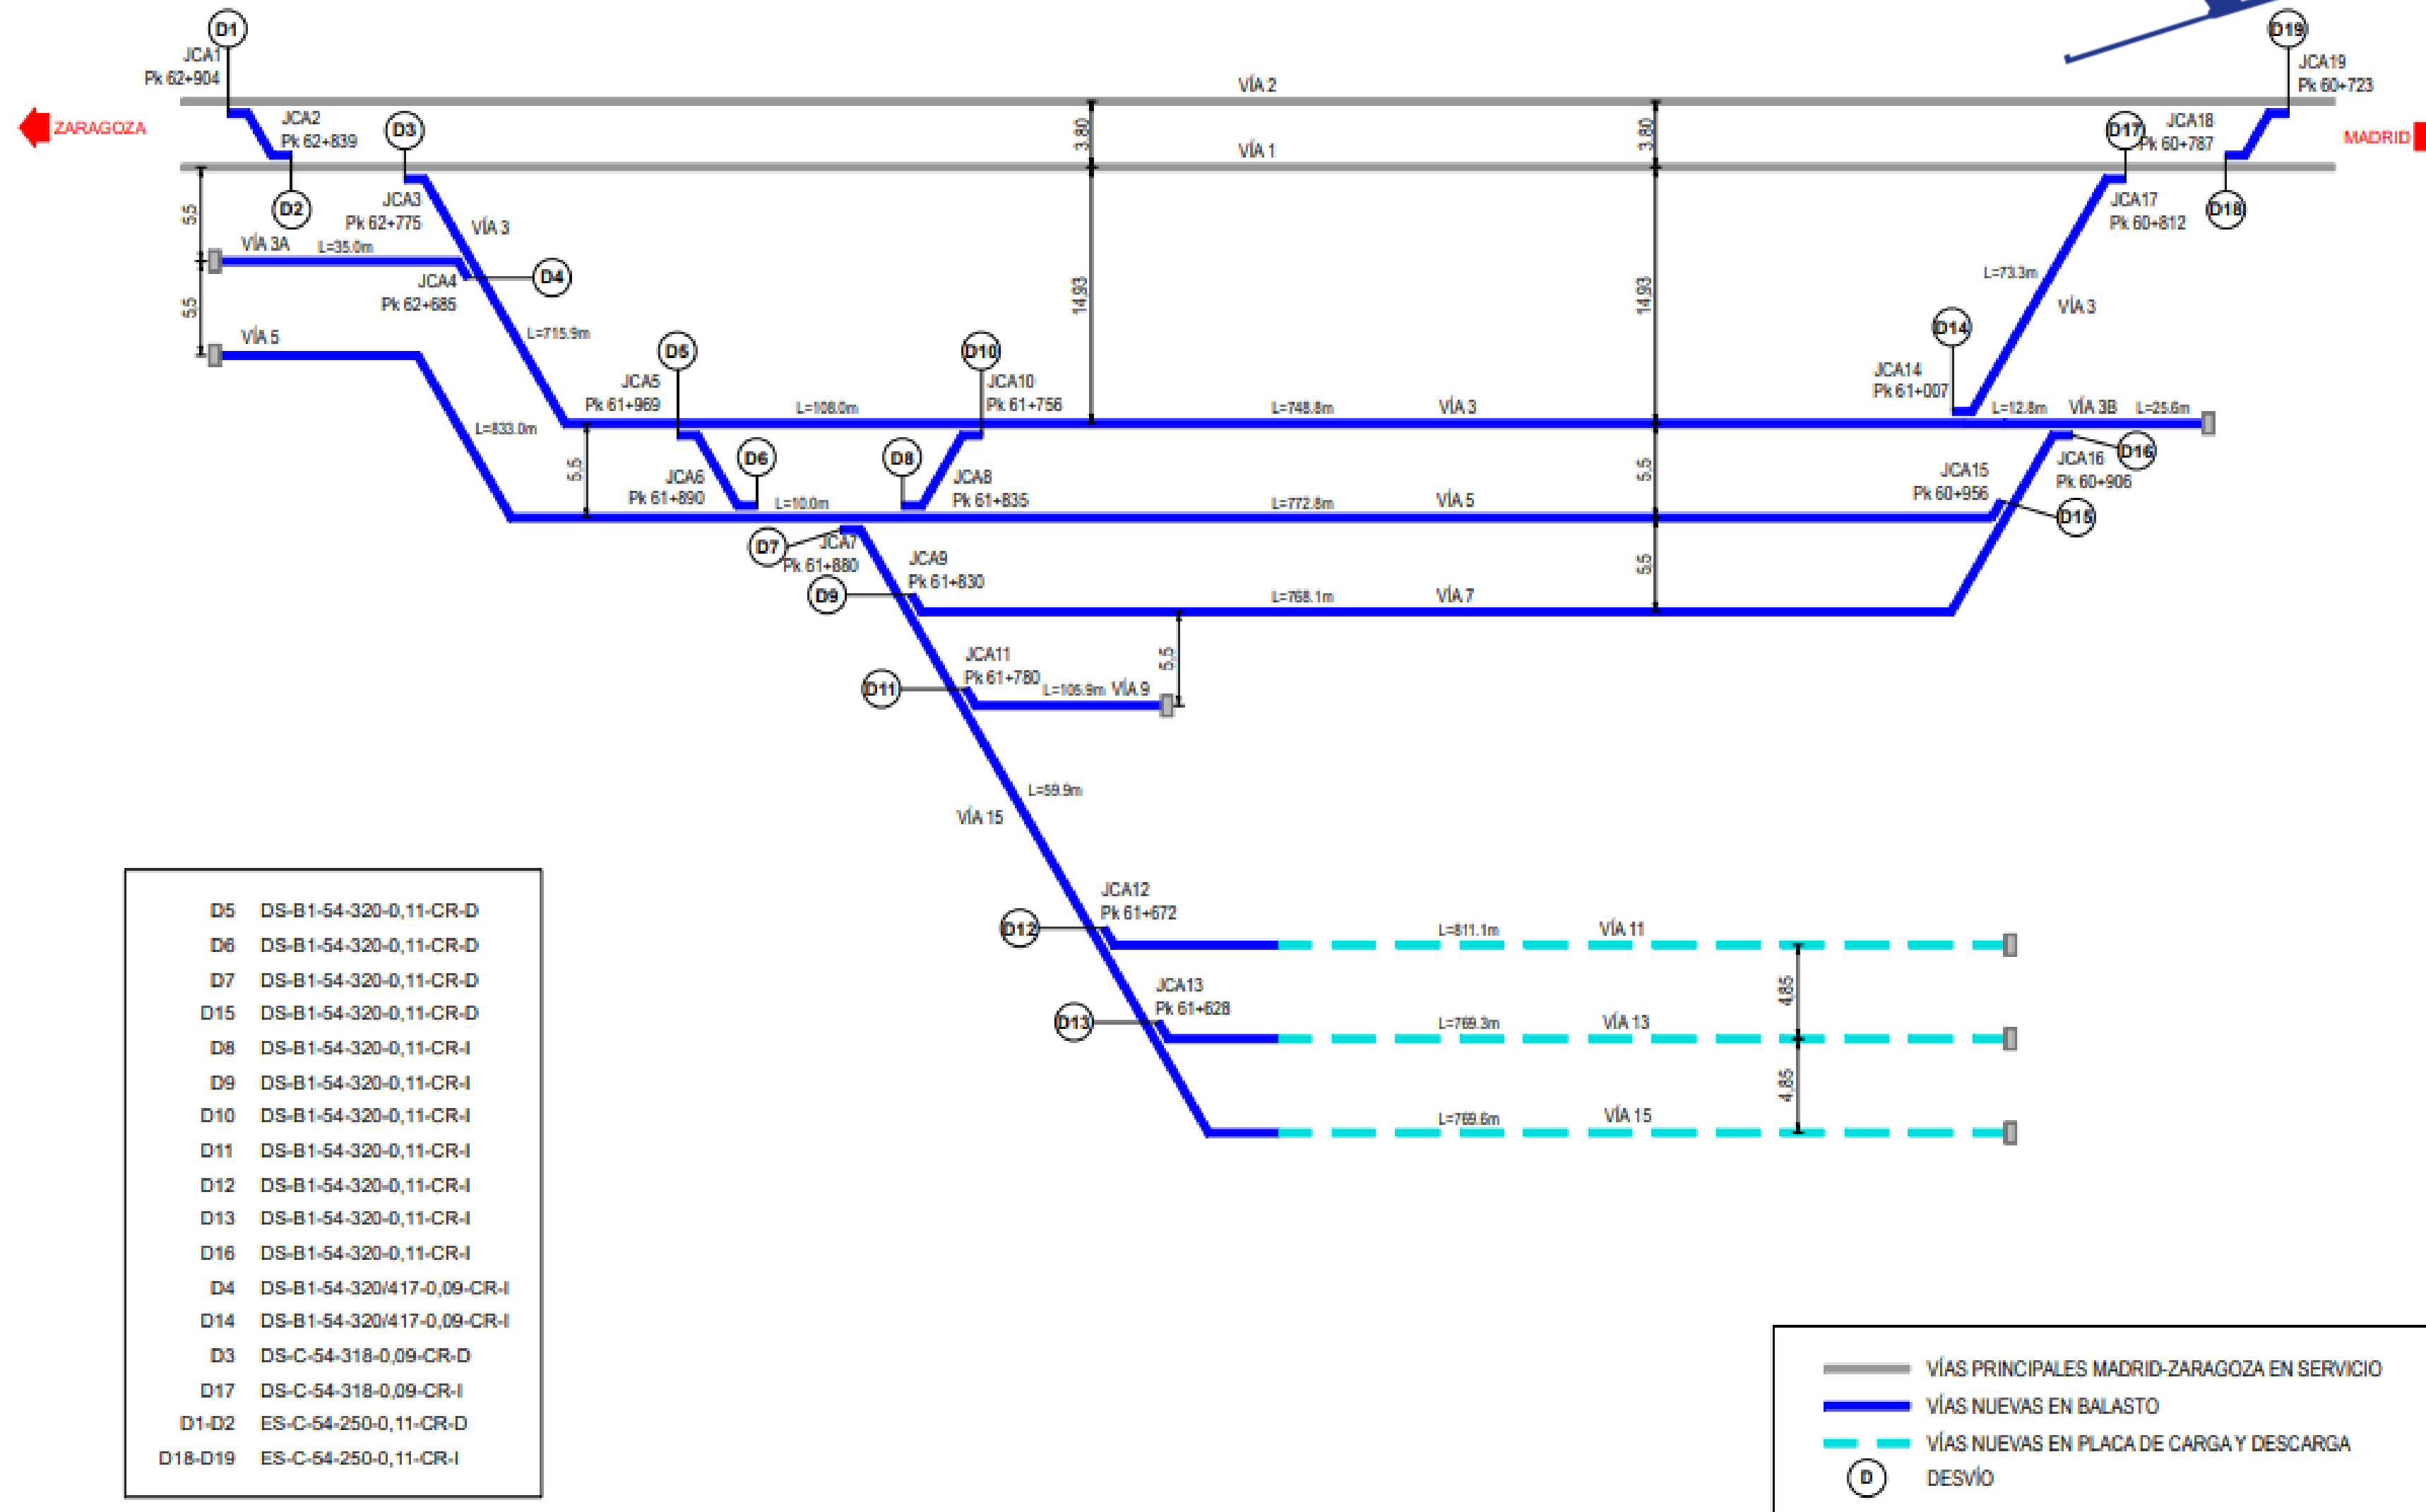 D1
D19
JCA1
Pk 62+904
JCA19
Pk 60+723
VÍA 2
ZARAGOZA
JCA2
Pk 62+839
D3
3.80
3.80
D17
JCA18
Pk 60+787
MADRID
VÍA 1
D2
JCA3
Pk 62+775
VÍA 3
5,5
JCA17
Pk 60+812
D18
VÍA 3A
L=35.0m
JCA4
Pk 62+685
D4
14,93
14,93
L=73.3m
VÍA 3
5,5
VÍA 5
L=715.9m
D14
D5
D10
JCA5
Pk 61+969
JCA10
Pk 61+756
JCA14
Pk 61+007
L=108.0m
L=748.8m
VÍA 3
L=12.8m
VÍA 3B
L=25.6m
L=833.0m
5,5
D6
D8
5,5
D16
JCA6
Pk 61+890
JCA8
Pk 61+835
JCA15
Pk 60+956
JCA16
Pk 60+906
L=10.0m
L=772.8m
VÍA 5
D15
D7
JCA7
Pk 61+880
JCA9
Pk 61+830
5,5
D9
L=768.1m
VÍA 7
JCA11
Pk 61+780
5,5
D11
L=105.9m
VÍA 9
L=59.9m
VÍA 15
JCA12
Pk 61+672
D12
L=811.1m
VÍA 11
JCA13
Pk 61+628
4,85
D13
L=769.3m
VÍA 13
4,85
L=769.6m
VÍA 15
D5 DS-B1-54-320-0,11-CR-D
D6 DS-B1-54-320-0,11-CR-D
D7 DS-B1-54-320-0,11-CR-D
D15 DS-B1-54-320-0,11-CR-D
D8 DS-B1-54-320-0,11-CR-I
D9 DS-B1-54-320-0,11-CR-I
D10 DS-B1-54-320-0,11-CR-I
D11 DS-B1-54-320-0,11-CR-I
D12 DS-B1-54-320-0,11-CR-I
D13 DS-B1-54-320-0,11-CR-I
D16 DS-B1-54-320-0,11-CR-I
D4 DS-B1-54-320/417-0,09-CR-I
D14 DS-B1-54-320/417-0,09-CR-I
D3 DS-C-54-318-0,09-CR-D
D17 DS-C-54-318-0,09-CR-I
D1-D2 ES-C-54-250-0,11-CR-D
D18-D19 ES-C-54-250-0,11-CR-I
VÍAS PRINCIPALES MADRID-ZARAGOZA EN SERVICIO
VÍAS NUEVAS EN BALASTO
VÍAS NUEVAS EN PLACA DE CARGA Y DESCARGA
D DESVÍO